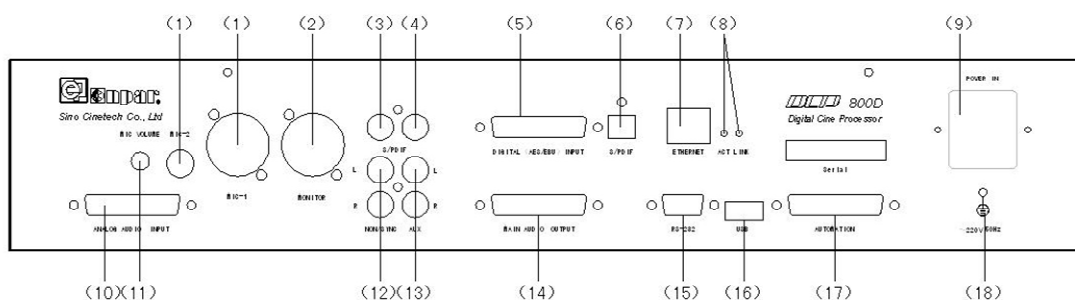 (1) (1) (2) (3) (4) (5) (6) (7) (8) (9)
POWER IN
800D
Sino Cinetech Co., Ltd
Digital Cine Processor
MIC VOLUME MIC-2
S/PDIF DIGITAL (AES/EBU) INPUT S/PDIF ETHERNET ACT LINK
L L
Serial
MIC-1 MONITOR
R R
ANALOG AUDIO INPUT NON/SYNC AUX MAIN AUDIO OUTPUT RS-232 USB AUTOMATION ~220V/50Hz
(10)(11) (12)(13) (14) (15) (16) (17) (18)